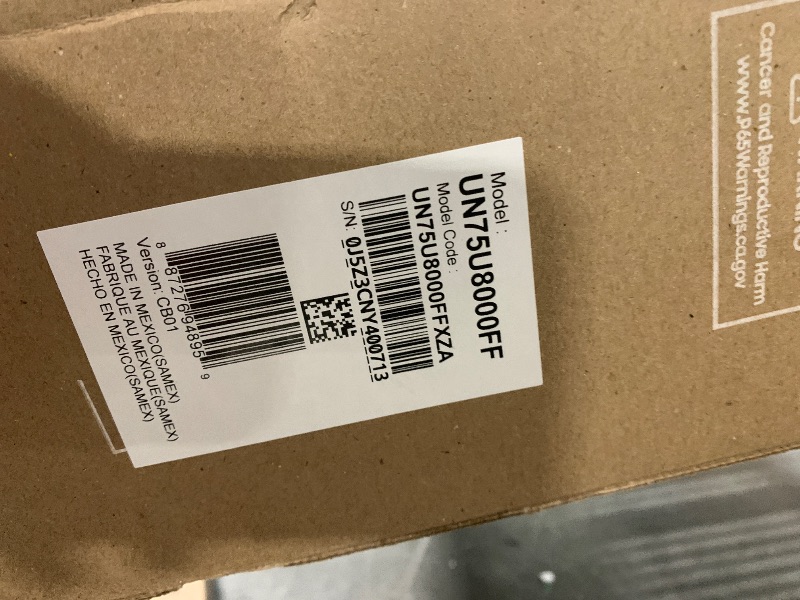 Model :
UN75U8000FF
Model Code :
UN75U8000FFXZA
S/N: 0J5Z3CNY400713
8 87276 94895 9
Version: CB01
MADE IN MEXICO(SAMEX)
FABRIQUE AU MEXIQUE(SAMEX)
HECHO EN MEXICO(SAMEX)
Cancer and Reproductive Harm
www.P65Warnings.ca.gov